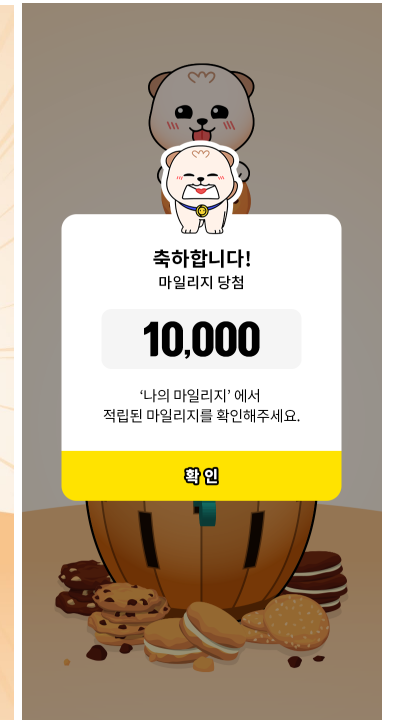 축하합니다!
마일리지 당첨
10,000
‘나의 마일리지’ 에서
적립된 마일리지를 확인해주세요.
확 인